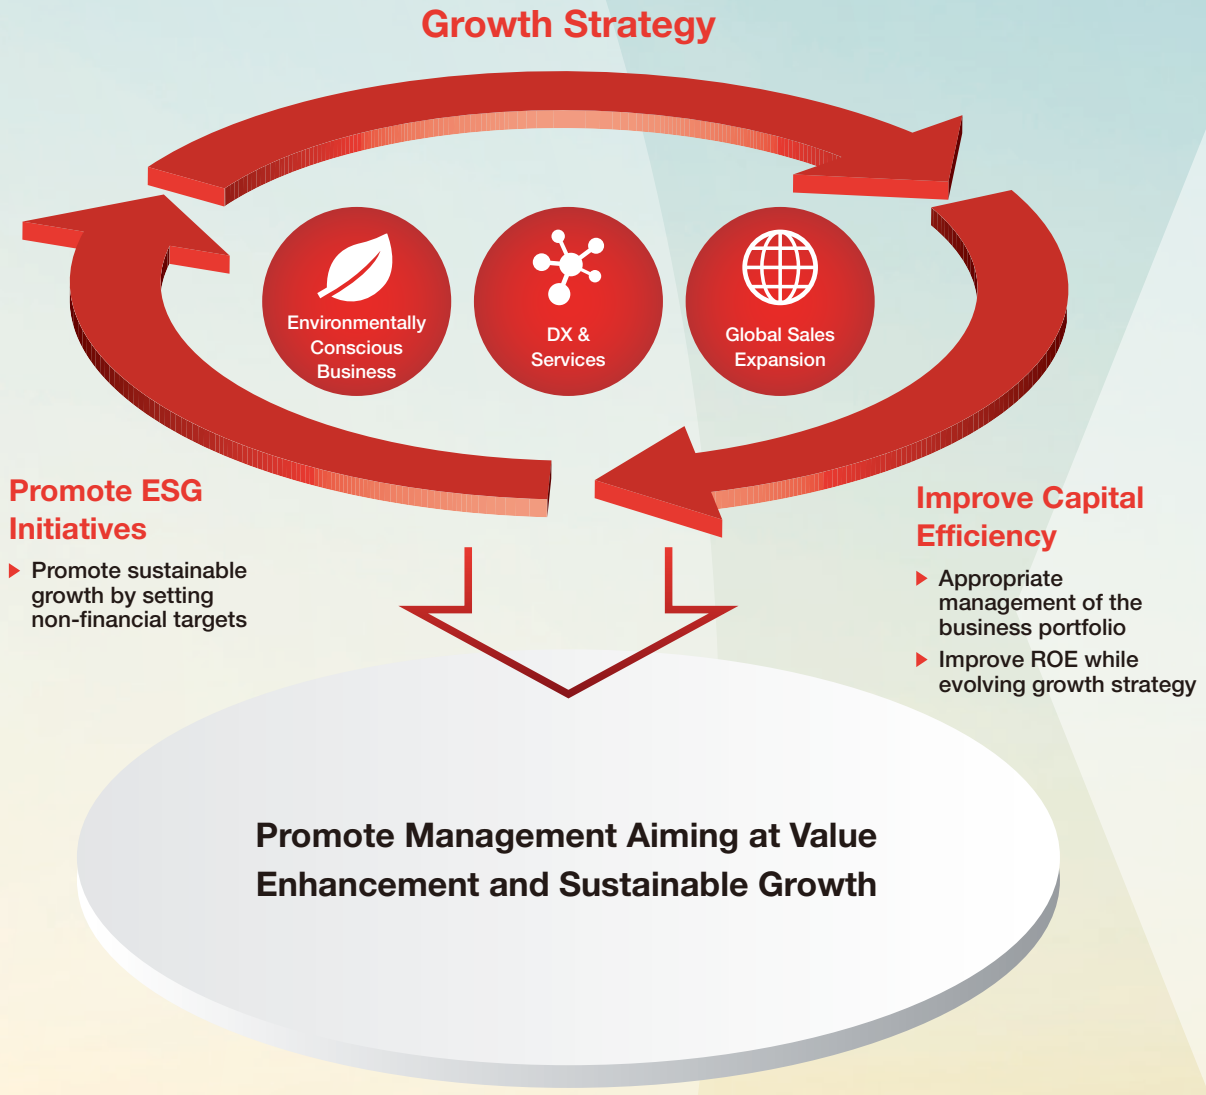 Growth Strategy
Environmentally
Conscious
Business
DX &
Services
Global Sales
Expansion
Promote ESG
Initiatives
Promote sustainable
growth by setting
non-financial targets
Improve Capital
Efficiency
Appropriate
management of the
business portfolio
Improve ROE while
evolving growth strategy
Promote Management Aiming at Value
Enhancement and Sustainable Growth